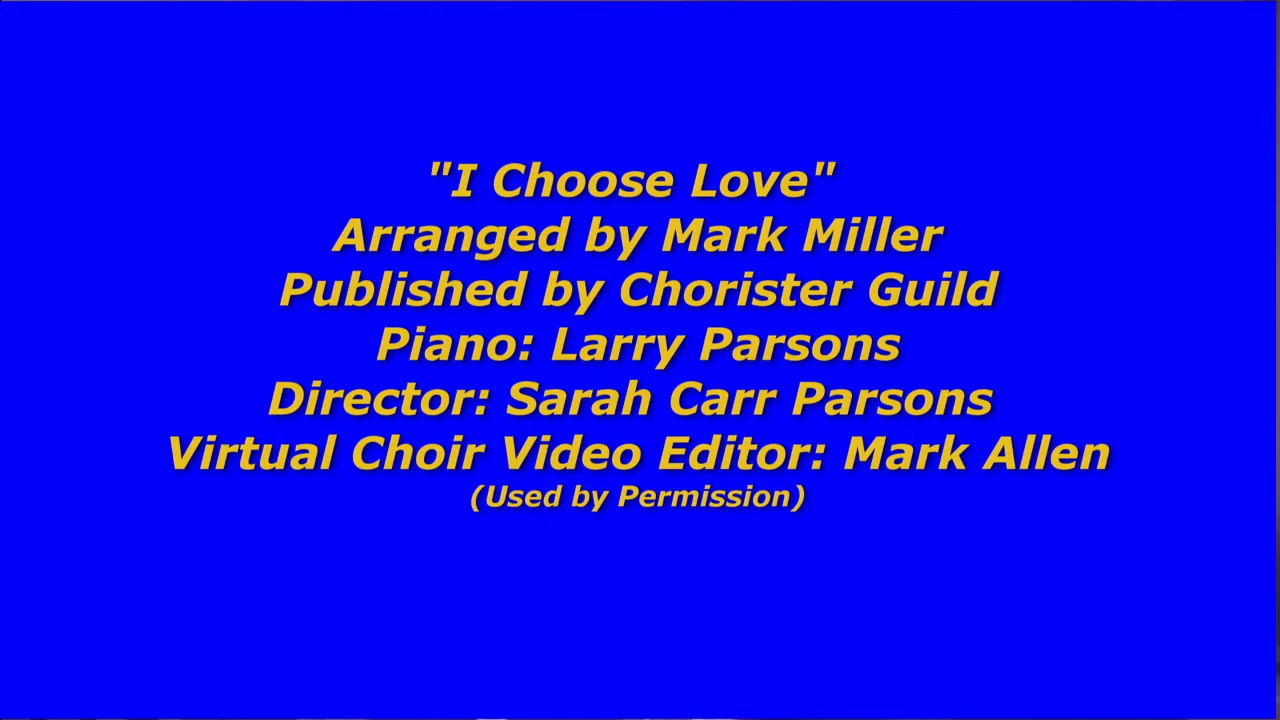 "I Choose Love"
Arranged by Mark Miller
Published by Chorister Guild
Piano: Larry Parsons
Director: Sarah Carr Parsons
Virtual Choir Video Editor: Mark Allen
(Used by Permission)